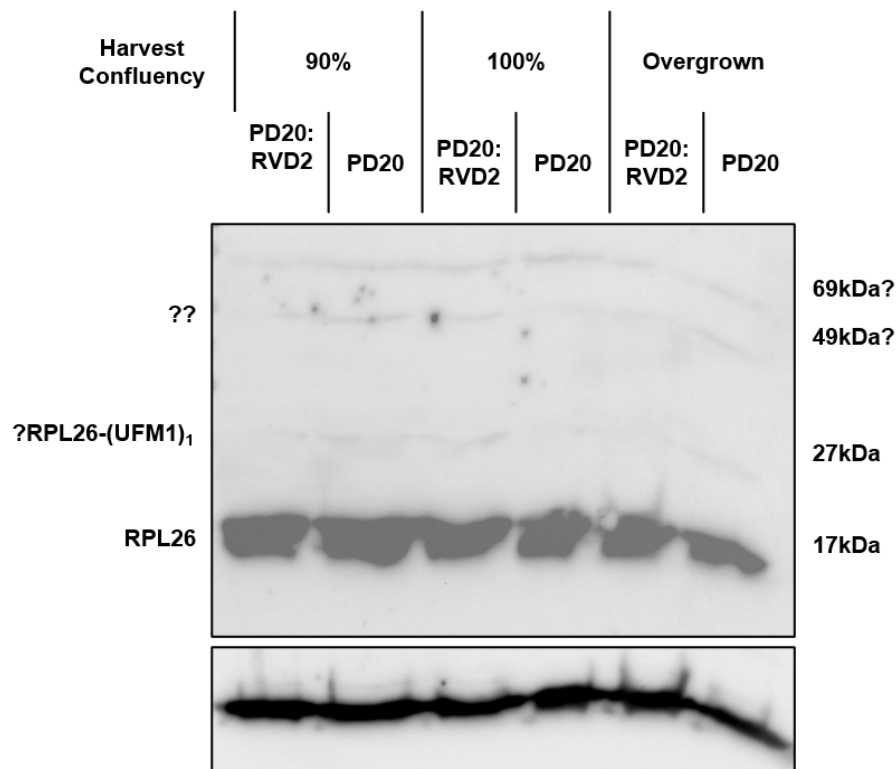 Harvest
Confluency
90%
100%
Overgrown
PD20:
RVD2
PD20
PD20:
RVD2
PD20
PD20:
RVD2
PD20
??
?RPL26-(UFM1)₁
RPL26
69kDa?
49kDa?
27kDa
17kDa